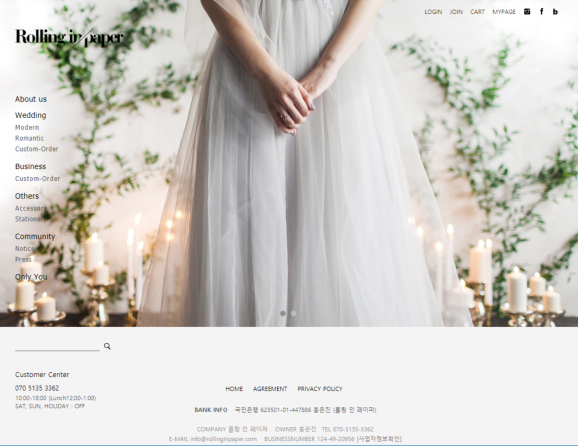 LOGIN JOIN CART MYPAGE
Rolling in paper
About us
Wedding
Modern
Romantic
Custom-Order
Business
Custom-Order
Others
Accessory
Stationery
Community
Notice
Press
Only You
Customer Center
070 5135 3362
10:00-18:00 (Lunch12:00-1:00)
SAT, SUN, HOLIDAY : OFF
HOME AGREEMENT PRIVACY POLICY
BANK INFO 국민은행 623501-01-447886 홍은진 (롤링 인 페이퍼)
COMPANY 롤링 인 페이퍼 OWNER 홍은진 TEL 070-5135-3362
E-MAIL info@rollinginpaper.com BUSINESSNUMBER 124-49-20956 [사업자정보확인]